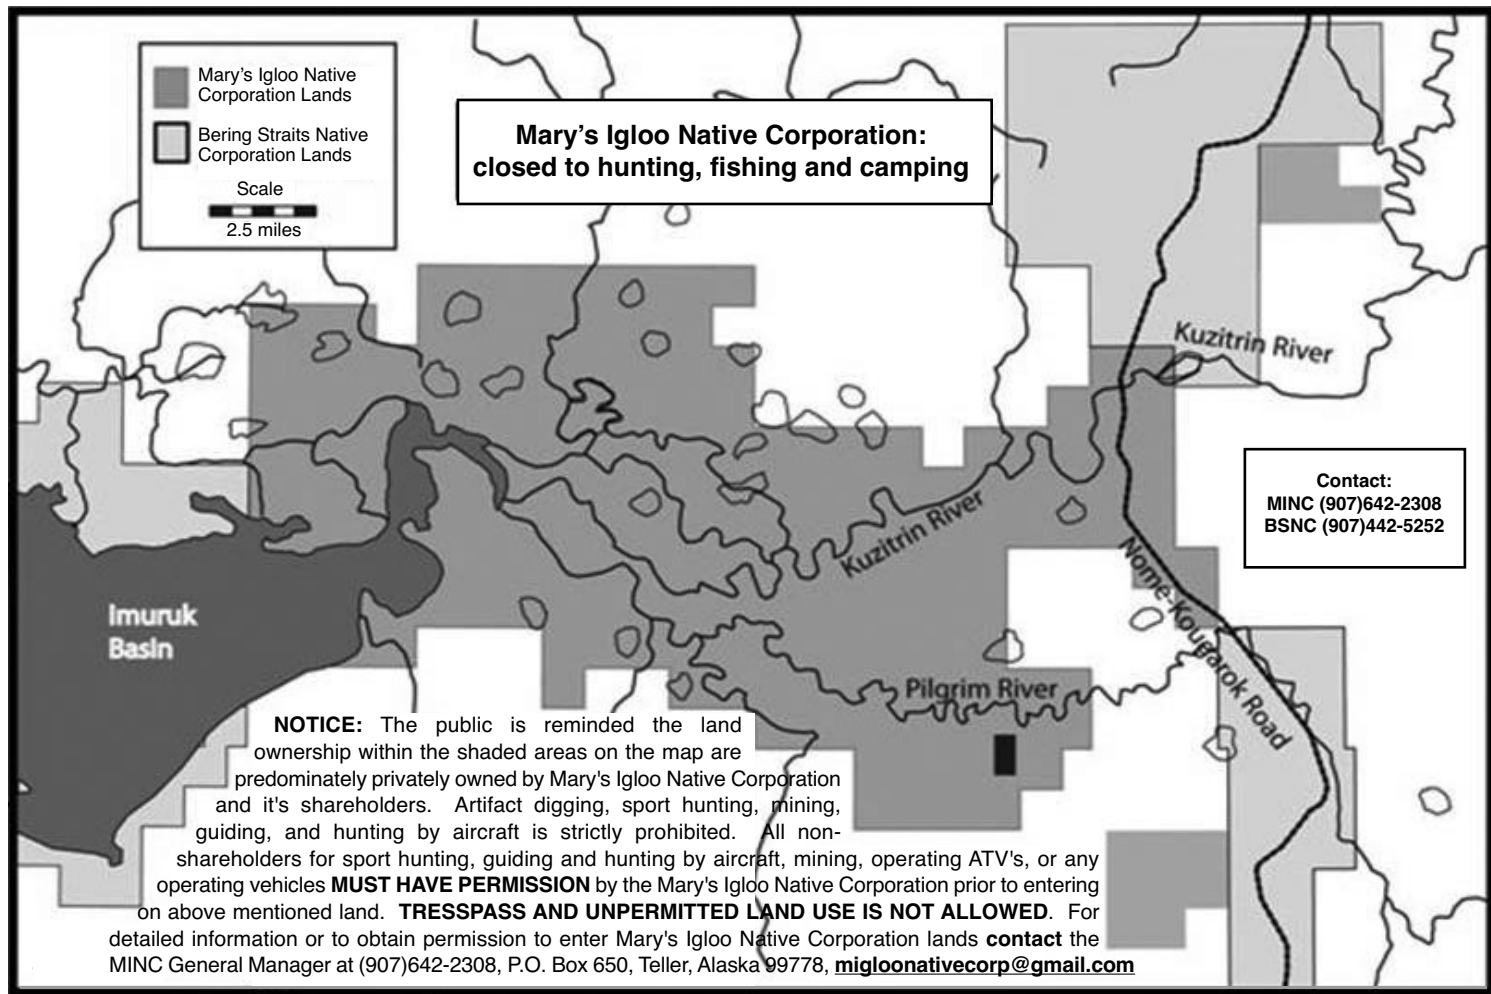 Mary's Igloo Native
Corporation Lands
Bering Straits Native
Corporation Lands
Scale
2.5 miles
Mary's Igloo Native Corporation:
closed to hunting, fishing and camping
Kuzitrin River
Contact:
MINC (907)642-2308
BSNC (907)442-5252
Kuzitrin River
Nome-Kougarok Road
Imuruk
Basin
Pilgrim River
NOTICE: The public is reminded the land
ownership within the shaded areas on the map are
predominately privately owned by Mary's Igloo Native Corporation
and it's shareholders. Artifact digging, sport hunting, mining,
guiding, and hunting by aircraft is strictly prohibited. All non-
shareholders for sport hunting, guiding and hunting by aircraft, mining, operating ATV's, or any
operating vehicles MUST HAVE PERMISSION by the Mary's Igloo Native Corporation prior to entering
on above mentioned land. TRESSPASS AND UNPERMITTED LAND USE IS NOT ALLOWED. For
detailed information or to obtain permission to enter Mary's Igloo Native Corporation lands contact the
MINC General Manager at (907)642-2308, P.O. Box 650, Teller, Alaska 99778, migloonativecorp@gmail.com